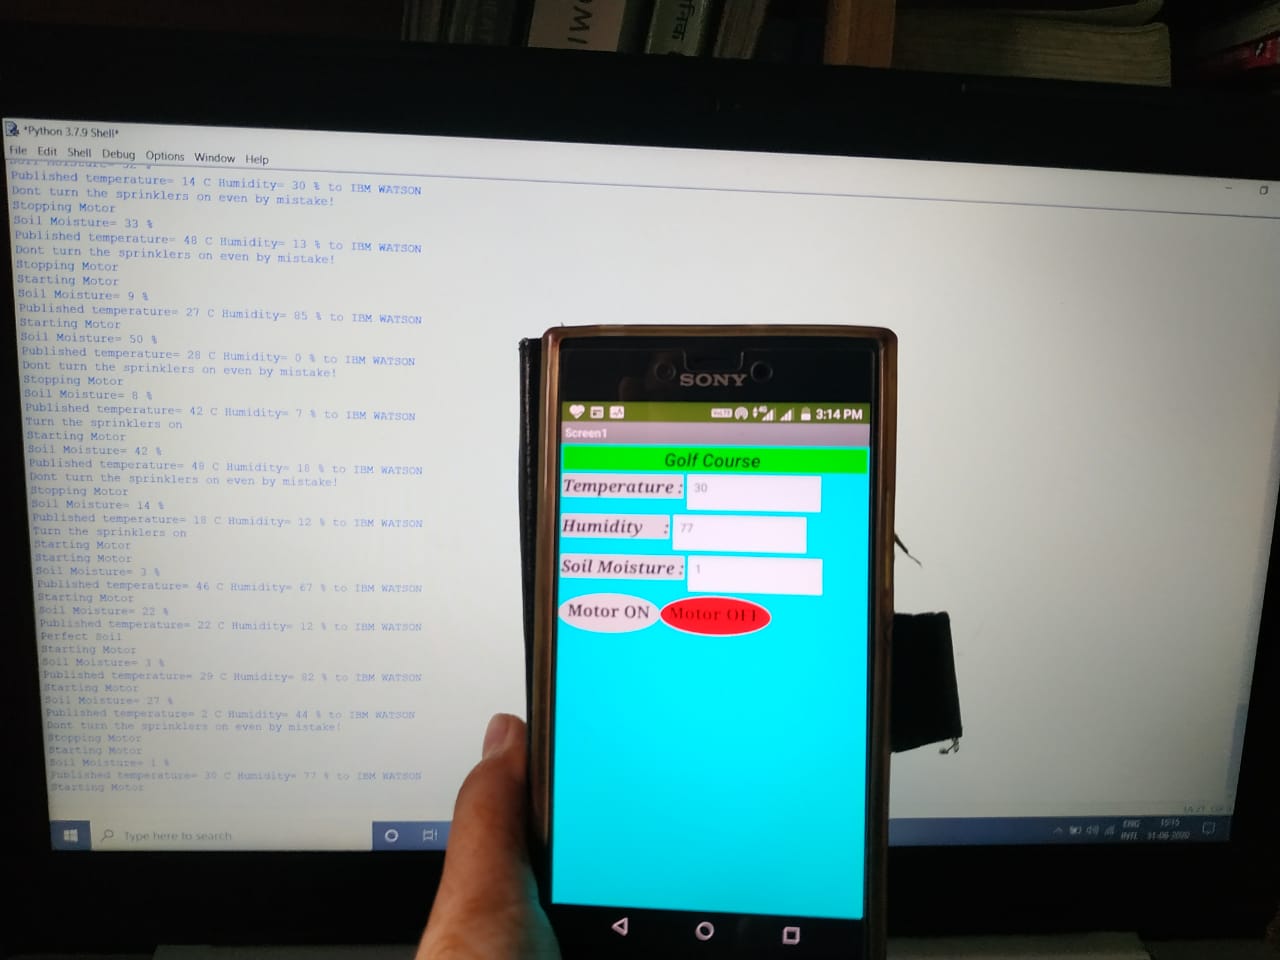 *Python 3.7.9 Shell*
File Edit Shell Debug Options Window Help
Published temperature= 14 C Humidity= 30 % to IBM WATSON
Dont turn the sprinklers on even by mistake!
Stopping Motor
Soil Moisture= 33 %
Published temperature= 48 C Humidity= 13 % to IBM WATSON
Dont turn the sprinklers on even by mistake!
Stopping Motor
Starting Motor
Soil Moisture= 9 %
Published temperature= 27 C Humidity= 85 % to IBM WATSON
Starting Motor
Soil Moisture= 50 %
Published temperature= 28 C Humidity= 0 % to IBM WATSON
Dont turn the sprinklers on even by mistake!
Stopping Motor
Soil Moisture= 8 %
Published temperature= 42 C Humidity= 7 % to IBM WATSON
Turn the sprinklers on
Starting Motor
Soil Moisture= 42 %
Published temperature= 49 C Humidity= 18 % to IBM WATSON
Dont turn the sprinklers on even by mistake!
Stopping Motor
Soil Moisture= 14 %
Published temperature= 18 C Humidity= 12 % to IBM WATSON
Turn the sprinklers on
Starting Motor
Starting Motor
Soil Moisture= 3 %
Published temperature= 46 C Humidity= 67 % to IBM WATSON
Starting Motor
Soil Moisture= 22 %
Published temperature= 22 C Humidity= 12 % to IBM WATSON
Perfect Soil
Starting Motor
Soil Moisture= 3 %
Published temperature= 29 C Humidity= 82 % to IBM WATSON
Starting Motor
Soil Moisture= 27 %
Published temperature= 2 C Humidity= 44 % to IBM WATSON
Dont turn the sprinklers on even by mistake!
Stopping Motor
Starting Motor
Soil Moisture= 1 %
Published temperature= 30 C Humidity= 77 % to IBM WATSON
Starting Motor
Type here to search
ENG
INTL
15:15
SONY
3:14 PM
Screen1
Golf Course
Temperature : 30
Humidity : 77
Soil Moisture : 1
Motor ON Motor OFF